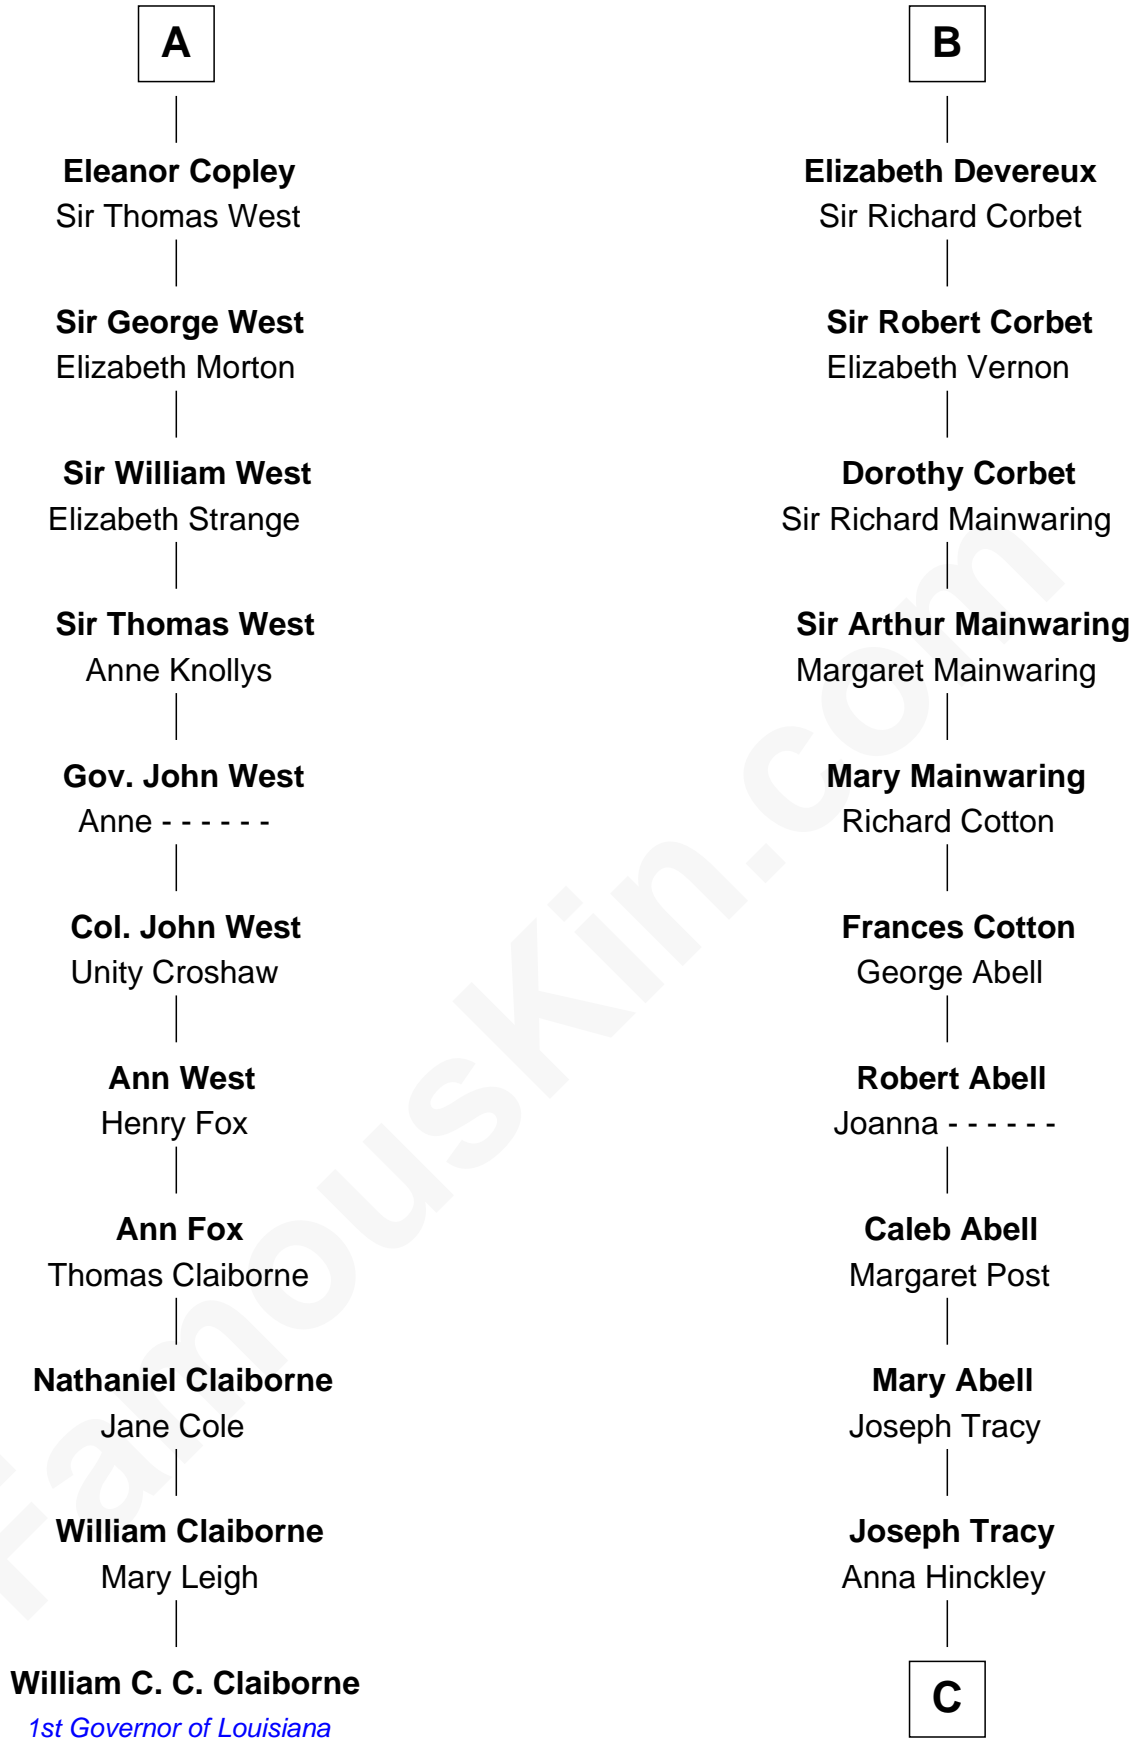 A
Eleanor Copley
Sir Thomas West
Sir George West
Elizabeth Morton
Sir William West
Elizabeth Strange
Sir Thomas West
Anne Knollys
Gov. John West
Anne - - - - - -
Col. John West
Unity Croshaw
Ann West
Henry Fox
Ann Fox
Thomas Claiborne
Nathaniel Claiborne
Jane Cole
William Claiborne
Mary Leigh
William C. C. Claiborne
1st Governor of Louisiana
B
Elizabeth Devereux
Sir Richard Corbet
Sir Robert Corbet
Elizabeth Vernon
Dorothy Corbet
Sir Richard Mainwaring
Sir Arthur Mainwaring
Margaret Mainwaring
Mary Mainwaring
Richard Cotton
Frances Cotton
George Abell
Robert Abell
Joanna - - - - - -
Caleb Abell
Margaret Post
Mary Abell
Joseph Tracy
Joseph Tracy
Anna Hinckley
C
FamousKin.com